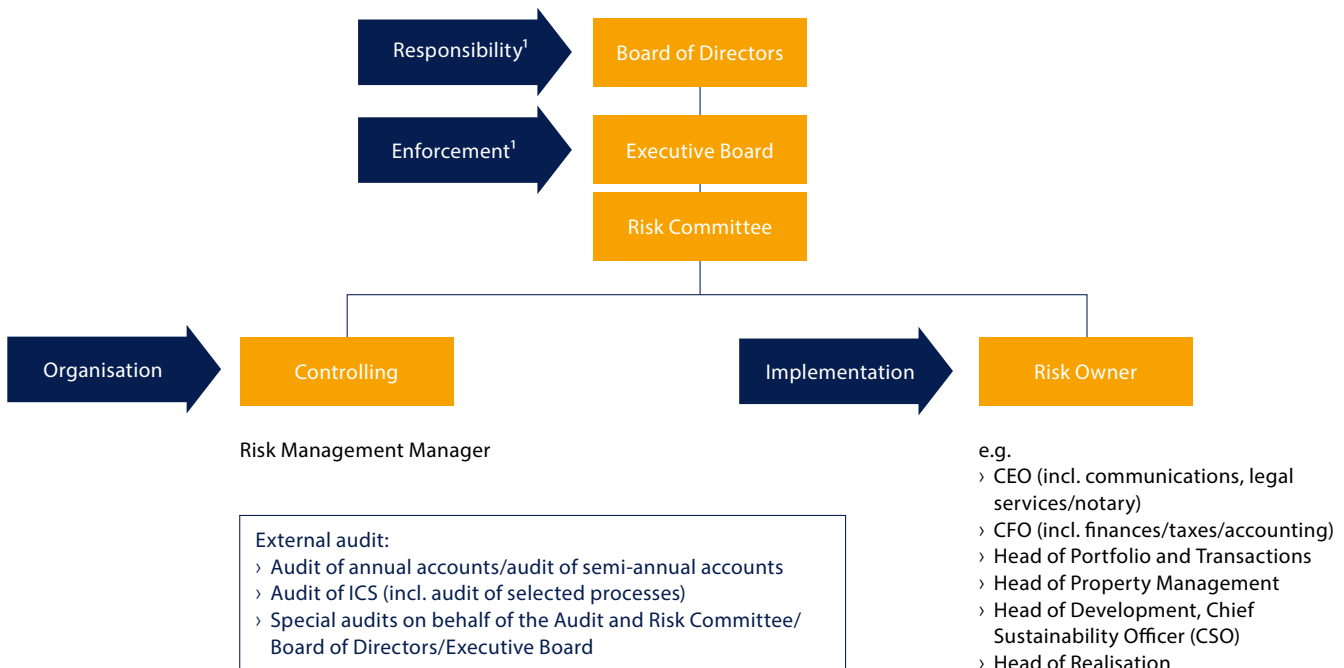 Responsibility¹
Board of Directors
Enforcement¹
Executive Board
Risk Committee
Organisation
Controlling
Implementation
Risk Owner
Risk Management Manager
External audit:
› Audit of annual accounts/audit of semi-annual accounts
› Audit of ICS (incl. audit of selected processes)
› Special audits on behalf of the Audit and Risk Committee/
Board of Directors/Executive Board
e.g.
› CEO (incl. communications, legal
services/notary)
› CFO (incl. finances/taxes/accounting)
› Head of Portfolio and Transactions
› Head of Property Management
› Head of Development, Chief
Sustainability Officer (CSO)
› Head of Realisation